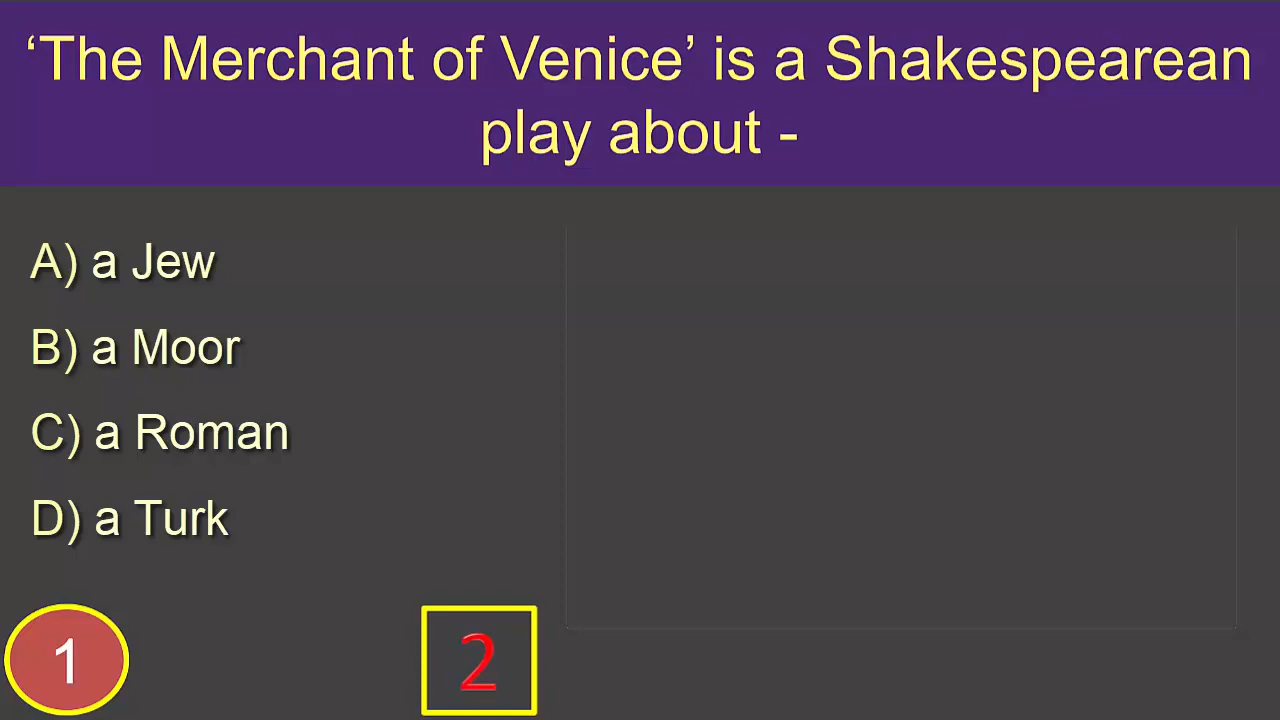 ‘The Merchant of Venice’ is a Shakespearean
play about -
A) a Jew
B) a Moor
C) a Roman
D) a Turk
1
2